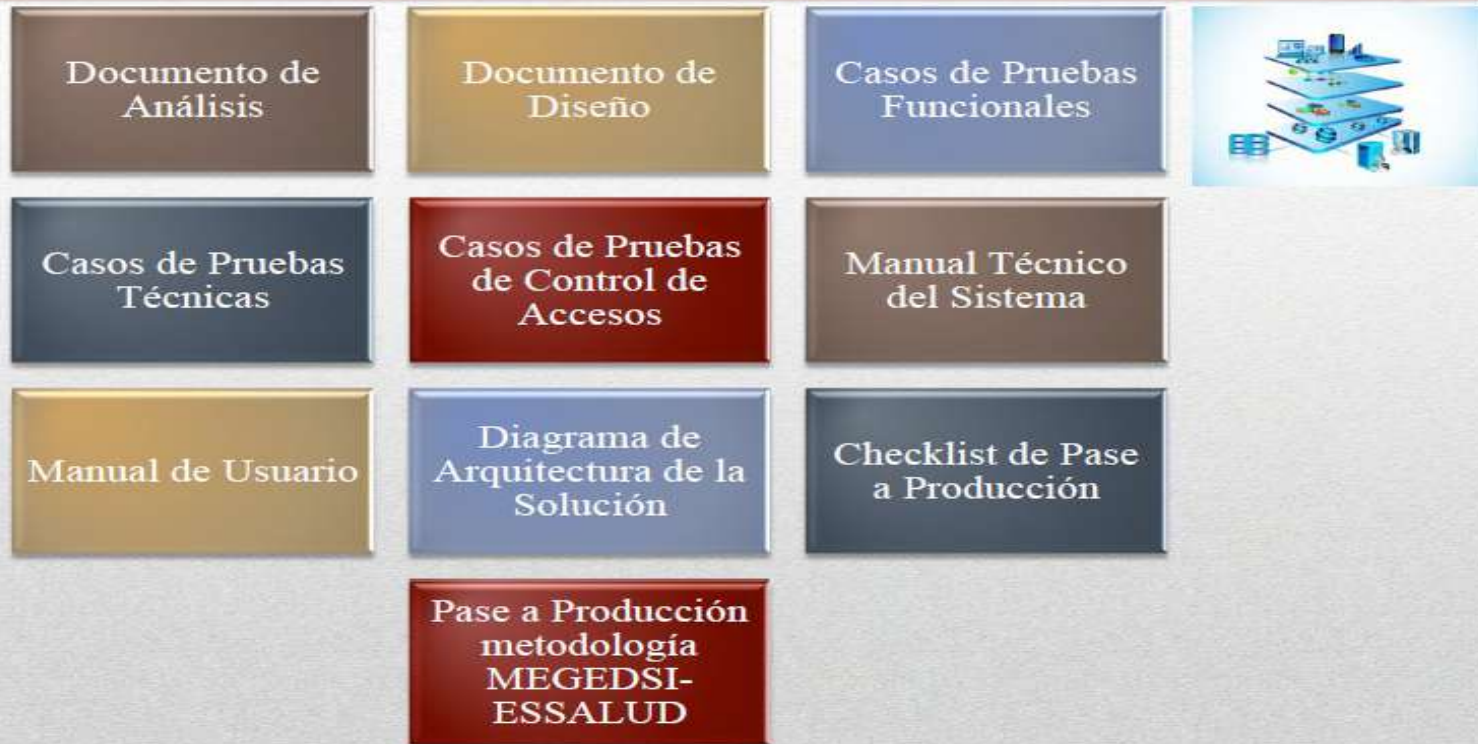 Documento de
Análisis
Documento de
Diseño
Casos de Pruebas
Funcionales
Casos de Pruebas
Técnicas
Casos de Pruebas
de Control de
Accesos
Manual Técnico
del Sistema
Manual de Usuario
Diagrama de
Arquitectura de la
Solución
Checklist de Pase
a Producción
Pase a Producción
metodología
MEGEDSI-
ESSALUD